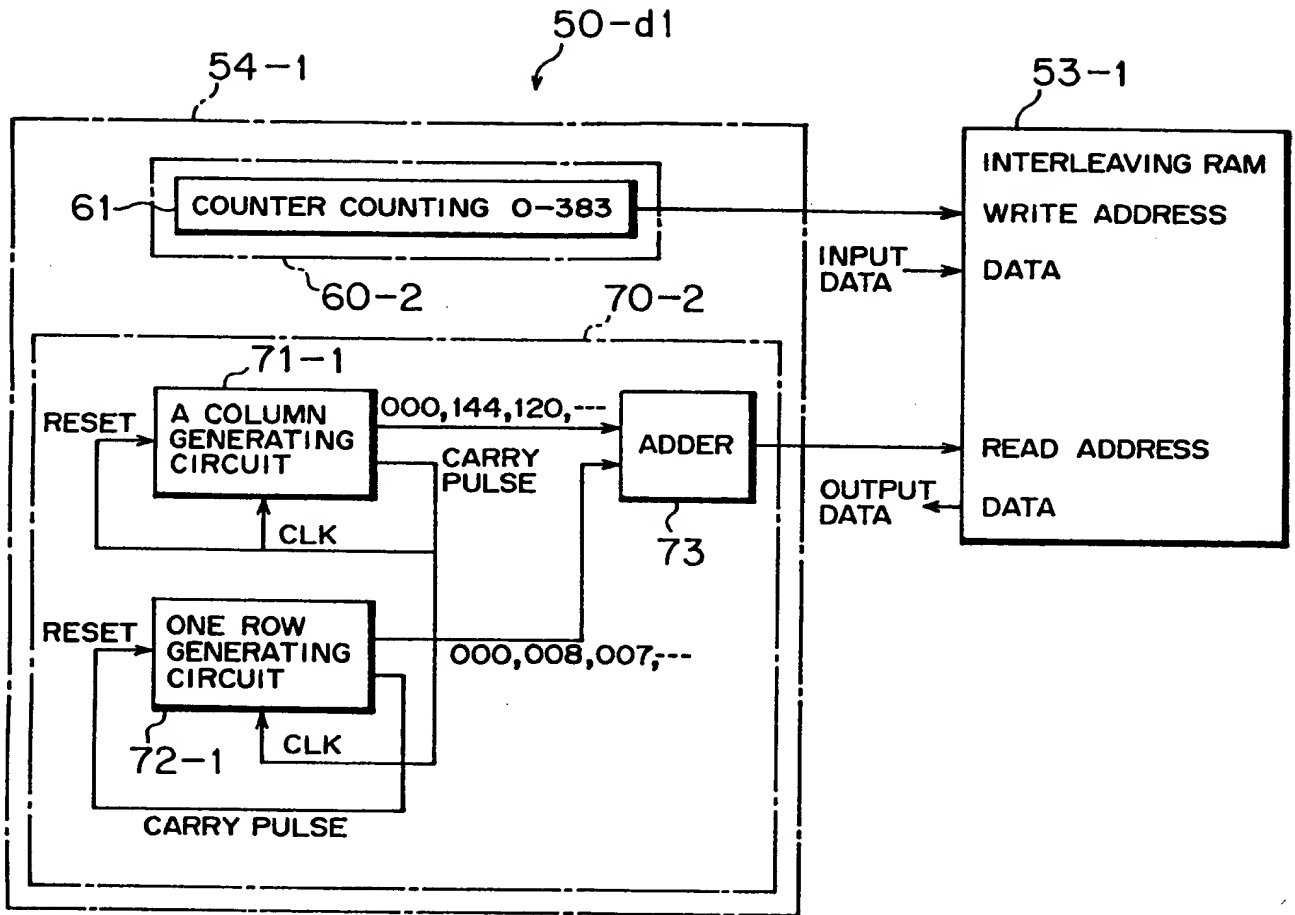 50-d1
54-1
53-1
INTERLEAVING RAM
61
COUNTER COUNTING 0-383
WRITE ADDRESS
INPUT
DATA
DATA
60-2
70-2
71-1
RESET
A COLUMN
GENERATING
CIRCUIT
000,144,120,---
CARRY
PULSE
ADDER
READ ADDRESS
OUTPUT
DATA
DATA
CLK
73
RESET
ONE ROW
GENERATING
CIRCUIT
000,008,007,---
72-1
CLK
CARRY PULSE